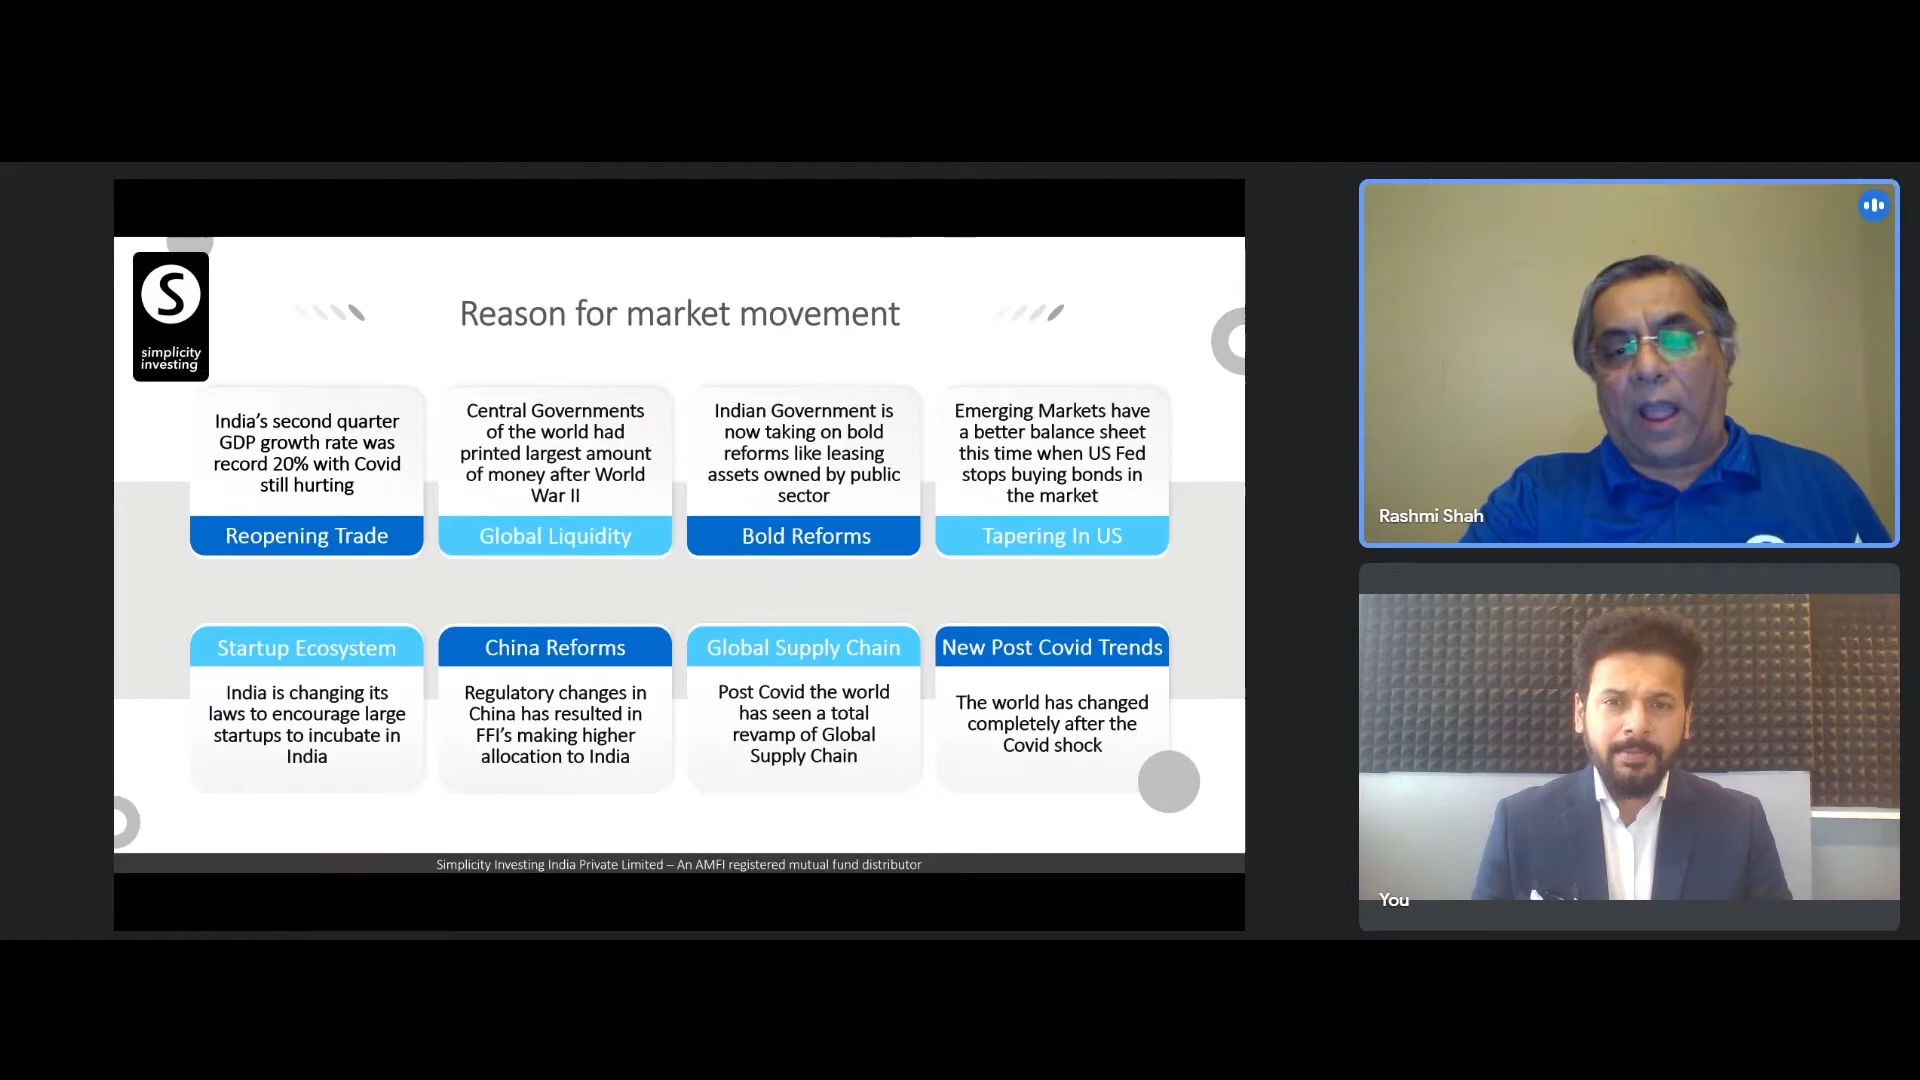 S
simplicity
investing
Reason for market movement
India’s second quarter
GDP growth rate was
record 20% with Covid
still hurting
Reopening Trade
Central Governments
of the world had
printed largest amount
of money after World
War II
Global Liquidity
Indian Government is
now taking on bold
reforms like leasing
assets owned by public
sector
Bold Reforms
Emerging Markets have
a better balance sheet
this time when US Fed
stops buying bonds in
the market
Tapering In US
Startup Ecosystem
India is changing its
laws to encourage large
startups to incubate in
India
China Reforms
Regulatory changes in
China has resulted in
FFI’s making higher
allocation to India
Global Supply Chain
Post Covid the world
has seen a total
revamp of Global
Supply Chain
New Post Covid Trends
The world has changed
completely after the
Covid shock
Simplicity Investing India Private Limited – An AMFI registered mutual fund distributor
Rashmi Shah
You